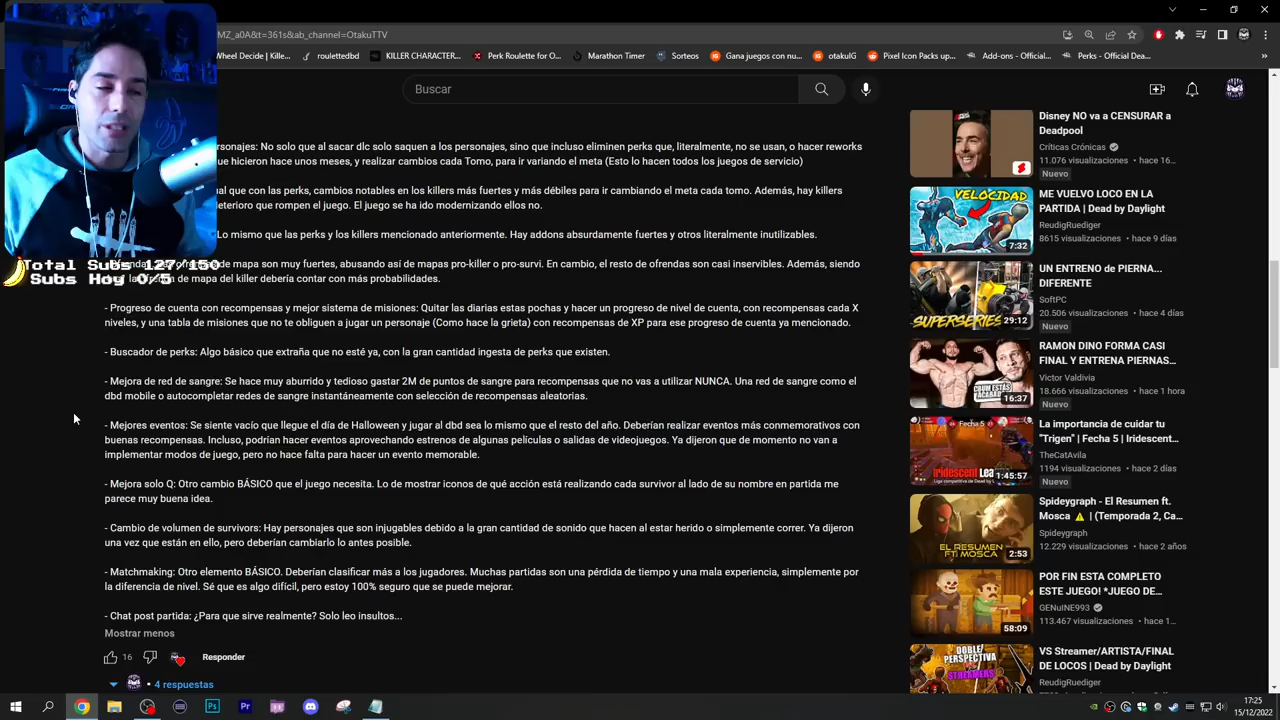 MZ_a0A&t=361s&ab_channel=OtakuTTV
Wheel Decide | Kille...
roulettedbd
KILLER CHARACTER...
Perk Roulette for O...
Marathon Timer
Sorteos
Gana juegos con nu...
otakulG
Pixel Icon Packs up...
Add-ons - Official...
Perks - Official Dea...
»
Buscar
rsonajes: No solo que al sacar dlc solo saquen a los personajes, sino que incluso eliminen perks que, literalmente, no se usan, o hacer reworks
ue hicieron hace unos meses, y realizar cambios cada Tomo, para ir variando el meta (Esto lo hacen todos los juegos de servicio)
ual que con las perks, cambios notables en los killers más fuertes y más débiles para ir cambiando el meta cada tomo. Además, hay killers
eterioro que tienen en el juego. El juego se ha ido modernizando ellos no.
Lo mismo que las perks y los killers mencionado anteriormente. Hay addons absurdamente fuertes y otros literalmente inutilizables.
mapa muy fuertes, abusando así de mapas pro-killer o pro-survi. En cambio, el resto de ofrendas son casi inservibles. Además, siendo
de mapa del killer debería contar con más probabilidades.
Total Subs 127/150
Subs Hoy 0/5
- Progreso de cuenta con recompensas y mejor sistema de misiones: Quitar las diarias estas pochas y hacer un progreso de nivel de cuenta, con recompensas cada X
niveles, y una tabla de misiones que no te obliguen a jugar un personaje (Como hace la grieta) con recompensas de XP para ese progreso de cuenta ya mencionado.
- Buscador de perks: Algo básico que extraña que no esté ya, con la gran cantidad ingesta de perks que existen.
- Mejora de red de sangre: Se hace muy aburrido y tedioso gastar 2M de puntos de sangre para recompensas que no vas a utilizar NUNCA. Una red de sangre como el
dbd mobile o autocompletar redes de sangre instantáneamente con selección de recompensas aleatorias.
- Mejores eventos: Se siente vacío que llegue el día de Halloween y jugar al dbd sea lo mismo que el resto del año. Deberían realizar eventos más conmemorativos con
buenas recompensas. Incluso, podrían hacer eventos aprovechando estrenos de algunas películas o salidas de videojuegos. Ya dijeron que de momento no van a
implementar modos de juego, pero no hace falta para hacer un evento memorable.
- Mejora solo Q: Otro cambio BÁSICO que el juego necesita. Lo de mostrar iconos de qué acción está realizando cada survivor al lado de su nombre en partida me
parece muy buena idea.
- Cambio de volumen de survivors: Hay personajes que son injugables debido a la gran cantidad de sonido que hacen al estar herido o simplemente correr. Ya dijeron
una vez que están en ello, pero deberían cambiarlo lo antes posible.
- Matchmaking: Otro elemento BÁSICO. Deberían clasificar más a los jugadores. Muchas partidas son una pérdida de tiempo y una mala experiencia, simplemente por
la diferencia de nivel. Sé que es algo difícil, pero estoy 100% seguro que se puede mejorar.
- Chat post partida: ¿Para que sirve realmente? Solo leo insultos...
Mostrar menos
16
Responder
4 respuestas
Disney NO va a CENSURAR a
Deadpool
Críticas Crónicas
11.076 visualizaciones • hace 16...
Nuevo
VELOCIDAD
7:32
ME VUELVO LOCO EN LA
PARTIDA | Dead by Daylight
ReudigRuediger
8615 visualizaciones • hace 9 días
SUPERSERIES
29:12
UN ENTRENO de PIERNA...
DIFERENTE
SoftPC
20.506 visualizaciones • hace 4 días
16:37
RAMON DINO FORMA CASI
FINAL Y ENTRENA PIERNAS...
Victor Valdivia
18.666 visualizaciones • hace 1 hora
Nuevo
Fecha 5
Iridescent Lea
1:45:57
La importancia de cuidar tu
"Trigen" | Fecha 5 | Iridescent...
TheCatAvila
1194 visualizaciones • hace 2 días
Nuevo
EL RESUMEN
FT. MOSCA
2:53
Spideygraph - El Resumen ft.
Mosca ⚠ | (Temporada 2, Ca...
Spideygraph
12.229 visualizaciones • hace 2 años
58:09
POR FIN ESTA COMPLETO
ESTE JUEGO! *JUEGO DE...
GENuINE993
113.467 visualizaciones • hace 1...
DOBLE
PERSPECTIVA
VS
STREAMERS
VS Streamer/ARTISTA/FINAL
DE LOCOS | Dead by Daylight
ReudigRuediger
Ps
Pr
17:25
15/12/2022